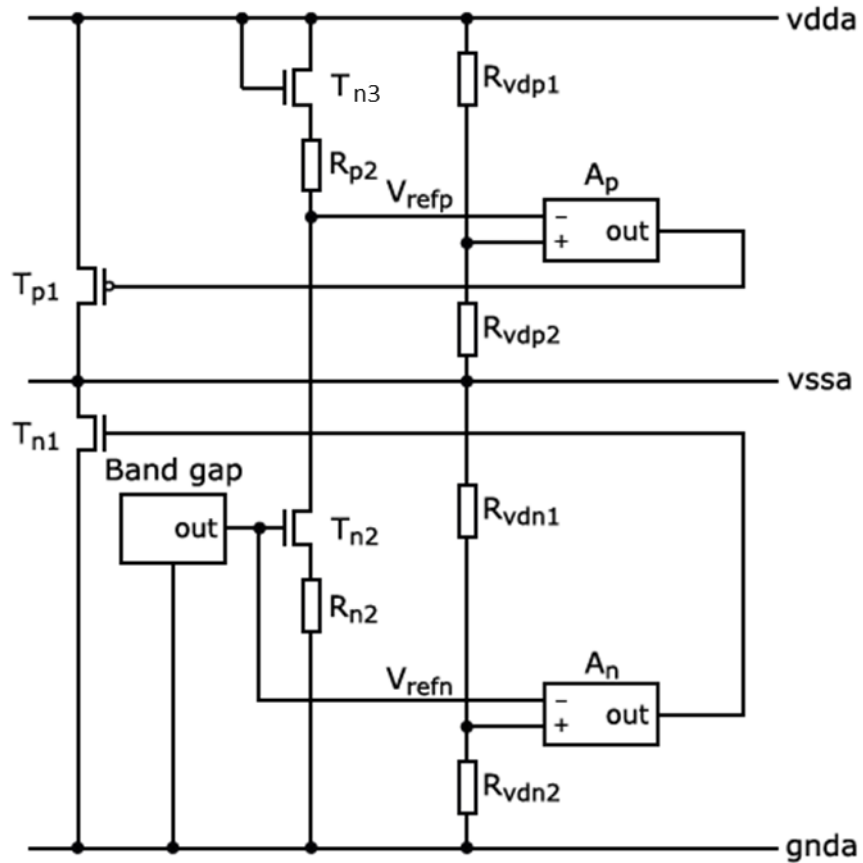 vdda
Tn3
Rvdp1
Rp2
Ap
Vrefp
−
+
out
Tp1
Rvdp2
vssa
Tn1
Band gap
out
Tn2
Rvdn1
Rn2
An
Vrefn
−
+
out
Rvdn2
gnda